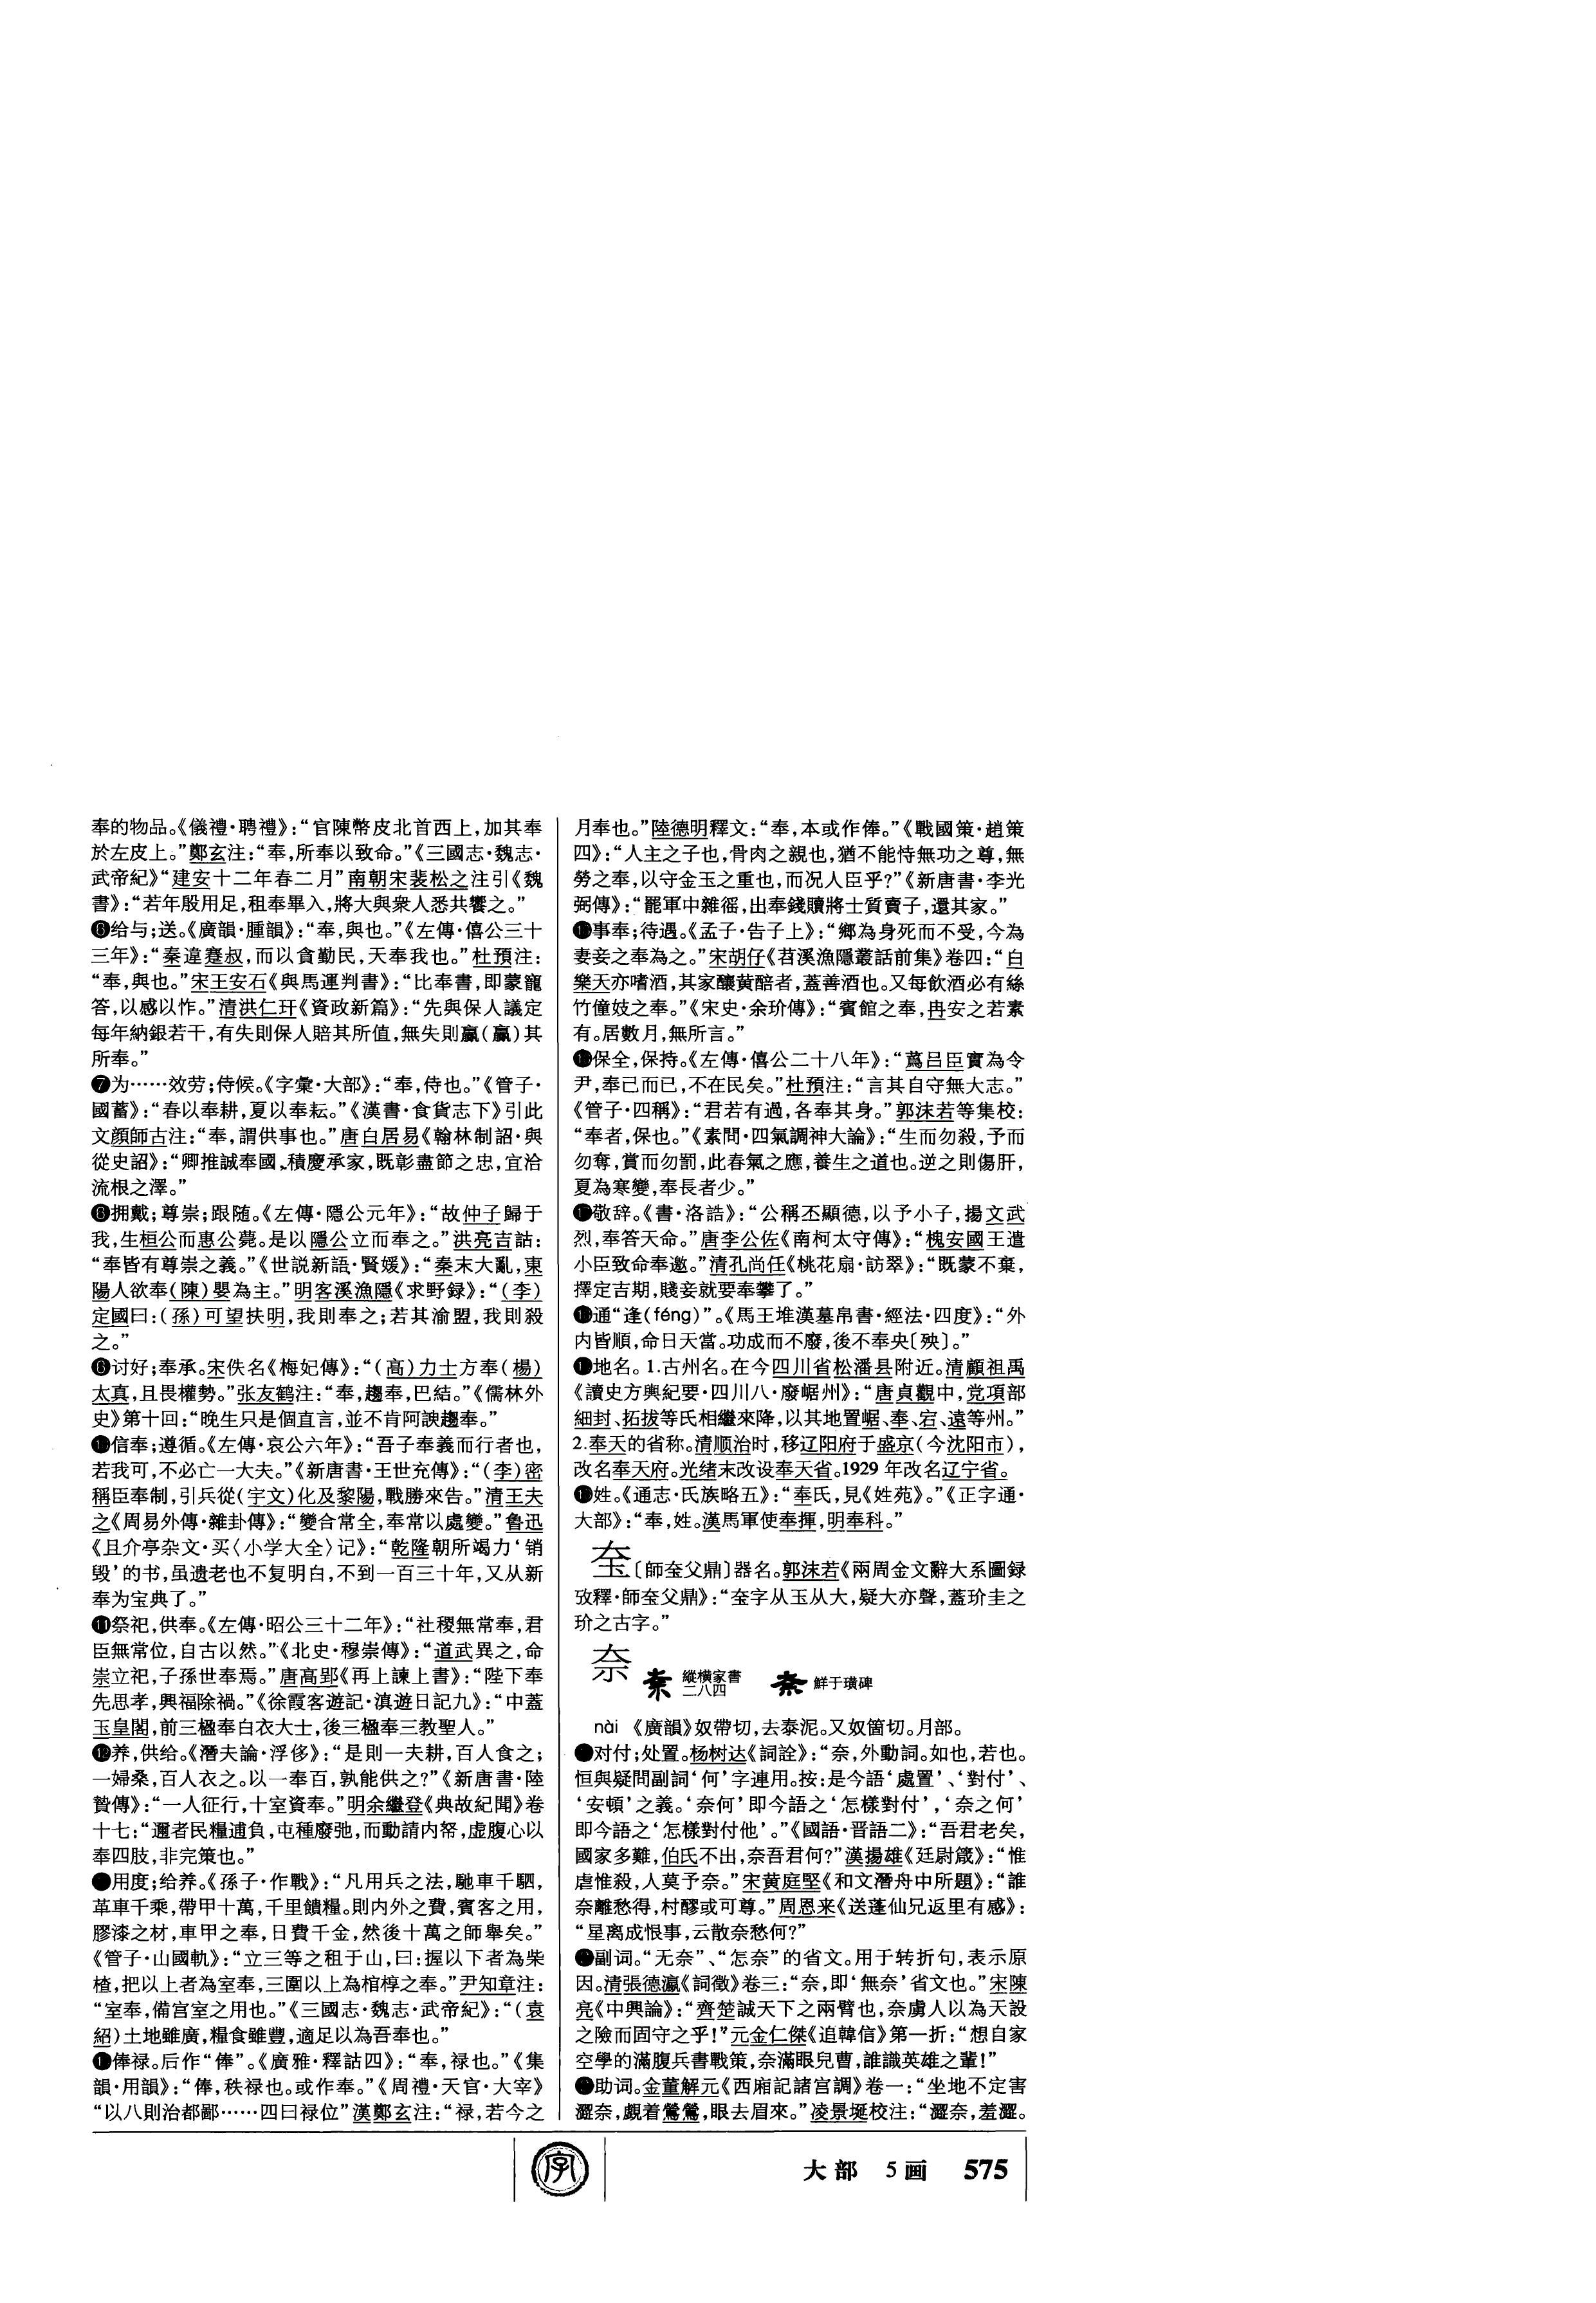 奉的物品。《儀禮·聘禮》：“官陳幣皮北首西上，加其奉
於左皮上。”鄭玄注：“奉，所奉以致命。”《三國志·魏志·
武帝紀》“建安十二年春二月”南朝宋裴松之注引《魏
書》：“若年殷用足，租奉畢入，將大與衆人悉共饗之。”
❻给与；送。《廣韻·腫韻》：“奉，與也。”《左傳·僖公三十
三年》：“秦違蹇叔，而以貪勤民，天奉我也。”杜預注：
“奉，與也。”宋王安石《與馬運判書》：“比奉書，即蒙寵
答，以感以怍。”清洪仁玕《資政新篇》：“先與保人議定
每年納銀若干，有失則保人賠其所值，無失則嬴（贏）其
所奉。”
❼为……效劳；侍候。《字彙·大部》：“奉，侍也。”《管子·
國蓄》：“春以奉耕，夏以奉耘。”《漢書·食貨志下》引此
文顔師古注：“奉，謂供事也。”唐白居易《翰林制詔·與
從史詔》：“卿推誠奉國，積慶承家，既彰盡節之忠，宜洽
流根之澤。”
拥戴；尊崇；跟随。《左傳·隱公元年》：“故仲子歸于
我，生桓公而惠公薨。是以隱公立而奉之。”洪亮吉詁：
“奉皆有尊崇之義。”《世説新語·賢媛》：“秦末大亂，東
陽人欲奉（陳）嬰為主。”明客溪漁隱《求野録》：“（李）
定國曰：（孫）可望扶明，我則奉之；若其渝盟，我則殺
之。”
讨好；奉承。宋佚名《梅妃傳》：“（高）力士方奉（楊）
太真，且畏權勢。”张友鹤注：“奉，趨奉，巴結。”《儒林外
史》第十回：“晚生只是個直言，並不肯阿諛趨奉。”
信奉；遵循。《左傳·哀公六年》：“吾子奉義而行者也，
若我可，不必亡一大夫。”《新唐書·王世充傳》：“（李）密
稱臣奉制，引兵從（宇文）化及黎陽，戰勝來告。”清王夫
之《周易外傳·雜卦傳》：“變合常全，奉常以處變。”鲁迅
《且介亭杂文·买〈小学大全〉记》：“乾隆朝所竭力‘销
毁’的书，虽遗老也不复明白，不到一百三十年，又从新
奉为宝典了。”
⓫祭祀，供奉。《左傳·昭公三十二年》：“社稷無常奉，君
臣無常位，自古以然。”《北史·穆崇傳》：“道武異之，命
崇立祀，子孫世奉焉。”唐高郢《再上諫上書》：“陛下奉
先思孝，興福除禍。”《徐霞客遊記·滇遊日記九》：“中蓋
玉皇閣，前三楹奉白衣大士，後三楹奉三教聖人。”
⓬养，供给。《潛夫論·浮侈》：“是則一夫耕，百人食之；
一婦桑，百人衣之。以一奉百，孰能供之？”《新唐書·陸
贄傳》：“一人征行，十室資奉。”明余繼登《典故紀聞》卷
十七：“邇者民糧逋負，屯種廢弛，而動請内帑，虚腹心以
奉四肢，非完策也。”
用度；给养。《孫子·作戰》：“凡用兵之法，馳車千駟，
革車千乘，帶甲十萬，千里饋糧。則内外之費，賓客之用，
膠漆之材，車甲之奉，日費千金，然後十萬之師舉矣。”
《管子·山國軌》：“立三等之租于山，曰：握以下者為柴
楂，把以上者為室奉，三圍以上為棺椁之奉。”尹知章注：
“室奉，備宫室之用也。”《三國志·魏志·武帝紀》：“（袁
紹）土地雖廣，糧食雖豐，適足以為吾奉也。”
俸禄。后作“俸”。《廣雅·釋詁四》：“奉，禄也。”《集
韻·用韻》：“俸，秩禄也。或作奉。”《周禮·天官·大宰》
“以八則治都鄙……四曰禄位”漢鄭玄注：“禄，若今之
月奉也。”陸德明釋文：“奉，本或作俸。”《戰國策·趙策
四》：“人主之子也，骨肉之親也，猶不能恃無功之尊，無
勞之奉，以守金玉之重也，而况人臣乎？”《新唐書·李光
弼傳》：“罷軍中雜徭，出奉錢贖將士質賣子，還其家。”
事奉；待遇。《孟子·告子上》：“鄉為身死而不受，今為
妻妾之奉為之。”宋胡仔《苕溪漁隱叢話前集》卷四：“白
樂天亦嗜酒，其家釀黄醅者，蓋善酒也。又每飲酒必有絲
竹僮妓之奉。”《宋史·余玠傳》：“賓館之奉，冉安之若素
有。居數月，無所言。”
保全，保持。《左傳·僖公二十八年》：“蔿吕臣實為令
尹，奉己而已，不在民矣。”杜預注：“言其自守無大志。”
《管子·四稱》：“君若有過，各奉其身。”郭沫若等集校：
“奉者，保也。”《素問·四氣調神大論》：“生而勿殺，予而
勿奪，賞而勿罰，此春氣之應，養生之道也。逆之則傷肝，
夏為寒變，奉長者少。”
敬辞。《書·洛誥》：“公稱丕顯德，以予小子，揚文武
烈，奉答天命。”唐李公佐《南柯太守傳》：“槐安國王遣
小臣致命奉邀。”清孔尚任《桃花扇·訪翠》：“既蒙不棄，
擇定吉期，賤妾就要奉攀了。”
通“逢（féng）”。《馬王堆漢墓帛書·經法·四度》：“外
内皆順，命曰天當。功成而不廢，後不奉央〔殃〕。”
地名。1.古州名。在今四川省松潘县附近。清顧祖禹
《讀史方輿紀要·四川八·廢崌州》：“唐貞觀中，党項部
細封、拓拔等氏相繼來降，以其地置崌、奉、宕、遠等州。”
2.奉天的省称。清顺治时，移辽阳府于盛京（今沈阳市），
改名奉天府。光绪末改设奉天省。1929年改名辽宁省。
姓。《通志·氏族略五》：“奉氏，見《姓苑》。”《正字通·
大部》：“奉，姓。漢馬軍使奉揮，明奉科。”
㚗〔師㚗父鼎〕器名。郭沫若《兩周金文辭大系圖録
攷釋·師㚗父鼎》：“㚗字从玉从大，疑大亦聲，蓋玠圭之
玠之古字。”
奈 縱横家書二八四 鮮于璜碑
nài 《廣韻》奴帶切，去泰泥。又奴箇切。月部。
对付；处置。杨树达《詞詮》：“奈，外動詞。如也，若也。
恒與疑問副詞‘何’字連用。按：是今語‘處置’、‘對付’、
‘安頓’之義。‘奈何’即今語之‘怎樣對付’，‘奈之何’
即今語之‘怎樣對付他’。”《國語·晋語二》：“吾君老矣，
國家多難，伯氏不出，奈吾君何？”漢揚雄《廷尉箴》：“惟
虐惟殺，人莫予奈。”宋黄庭堅《和文潛舟中所題》：“誰
奈離愁得，村醪或可尊。”周恩来《送蓬仙兄返里有感》：
“星离成恨事，云散奈愁何？”
副词。“无奈”、“怎奈”的省文。用于转折句，表示原
因。清張德瀛《詞徵》卷三：“奈，即‘無奈’省文也。”宋陳
亮《中興論》：“齊楚誠天下之兩臂也，奈虜人以為天設
之險而固守之乎！”元金仁傑《追韓信》第一折：“想自家
空學的滿腹兵書戰策，奈滿眼兒曹，誰識英雄之輩！”
助词。金董解元《西廂記諸宫調》卷一：“坐地不定害
澀奈，覷着鶯鶯，眼去眉來。”凌景埏校注：“澀奈，羞澀。
字
大部 5画 575